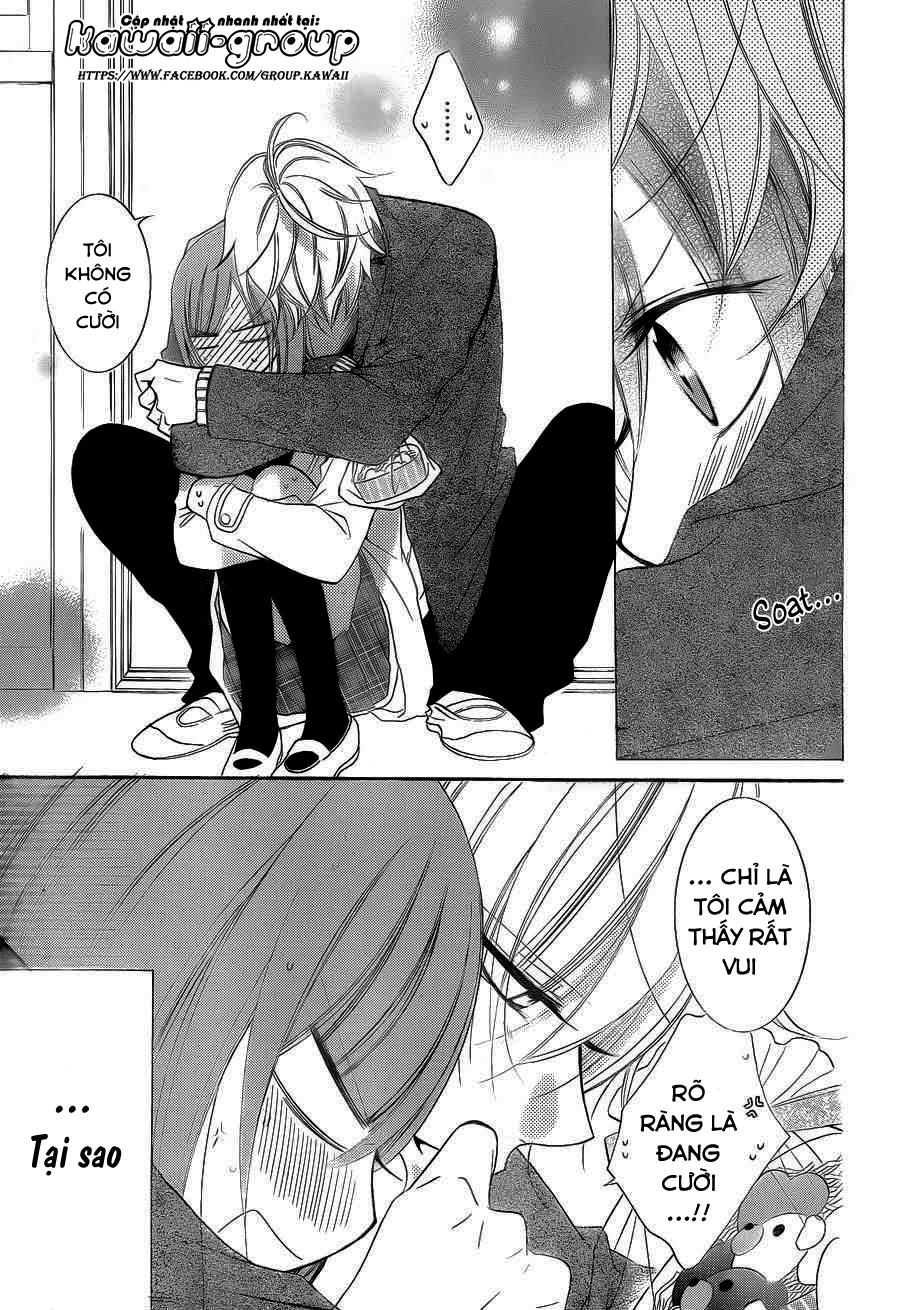 Cập nhật nhanh nhất tại:
kawaii-group
HTTPS://WWW.FACEBOOK.COM/GROUP.KAWAII
Soạt...
........
TÔI
KHÔNG
CÓ
CƯỜI
... CHỈ LÀ
TÔI CẢM
THẤY RẤT
VUI
RÕ
RÀNG LÀ
ĐANG
CƯỜI
...!!
...
Tại sao